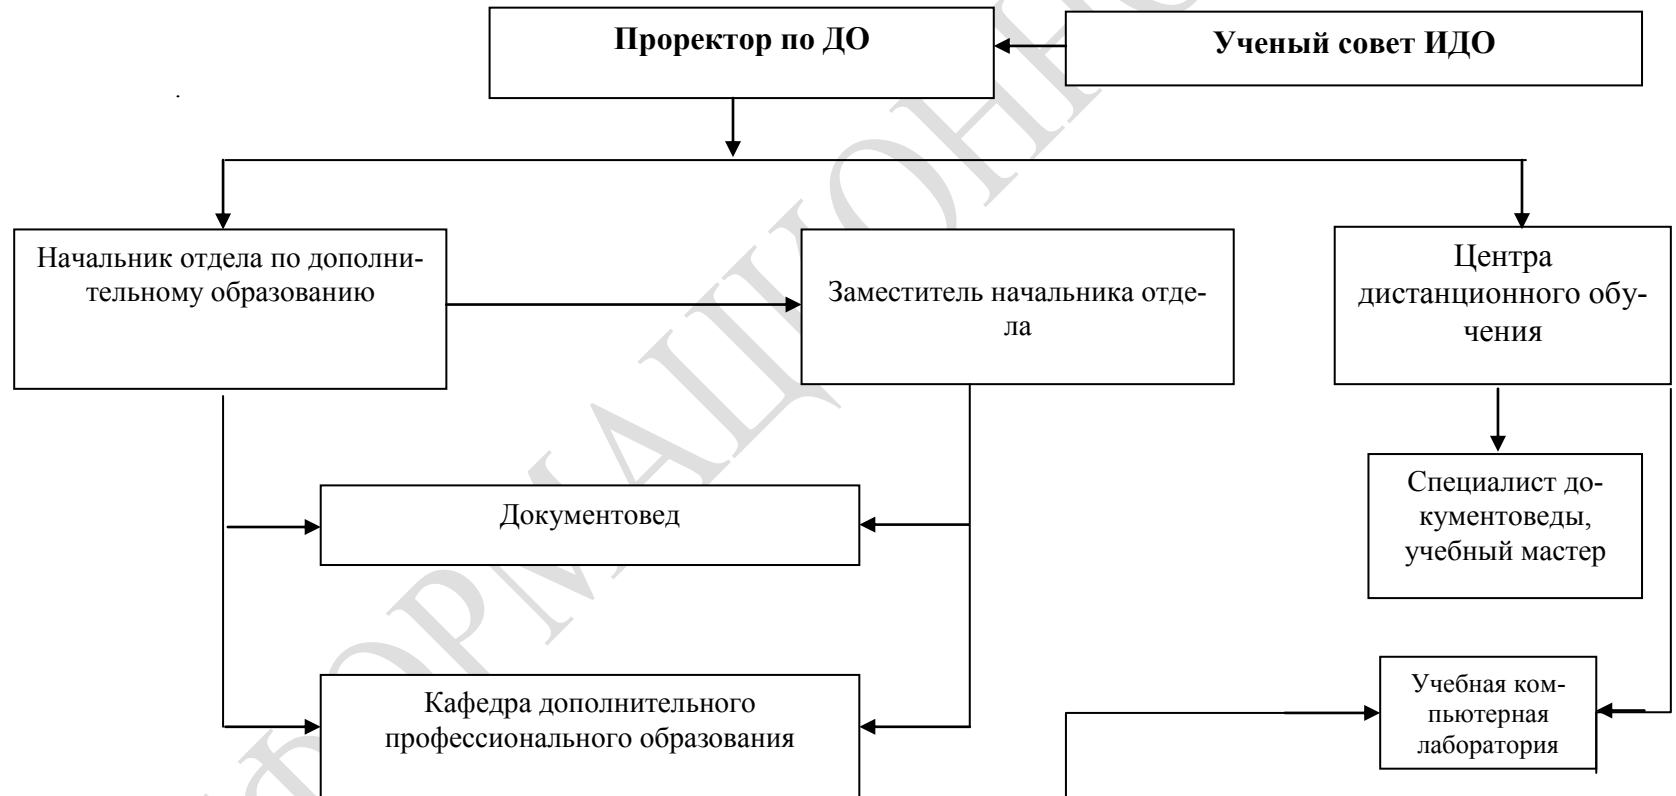 Проректор по ДО
Ученый совет ИДО
Начальник отдела по дополни-
тельному образованию
Заместитель начальника отде-
ла
Центра
дистанционного обу-
чения
Документовед
Специалист до-
кументоведы,
учебный мастер
Кафедра дополнительного
профессионального образования
Учебная ком-
пьютерная
лаборатория